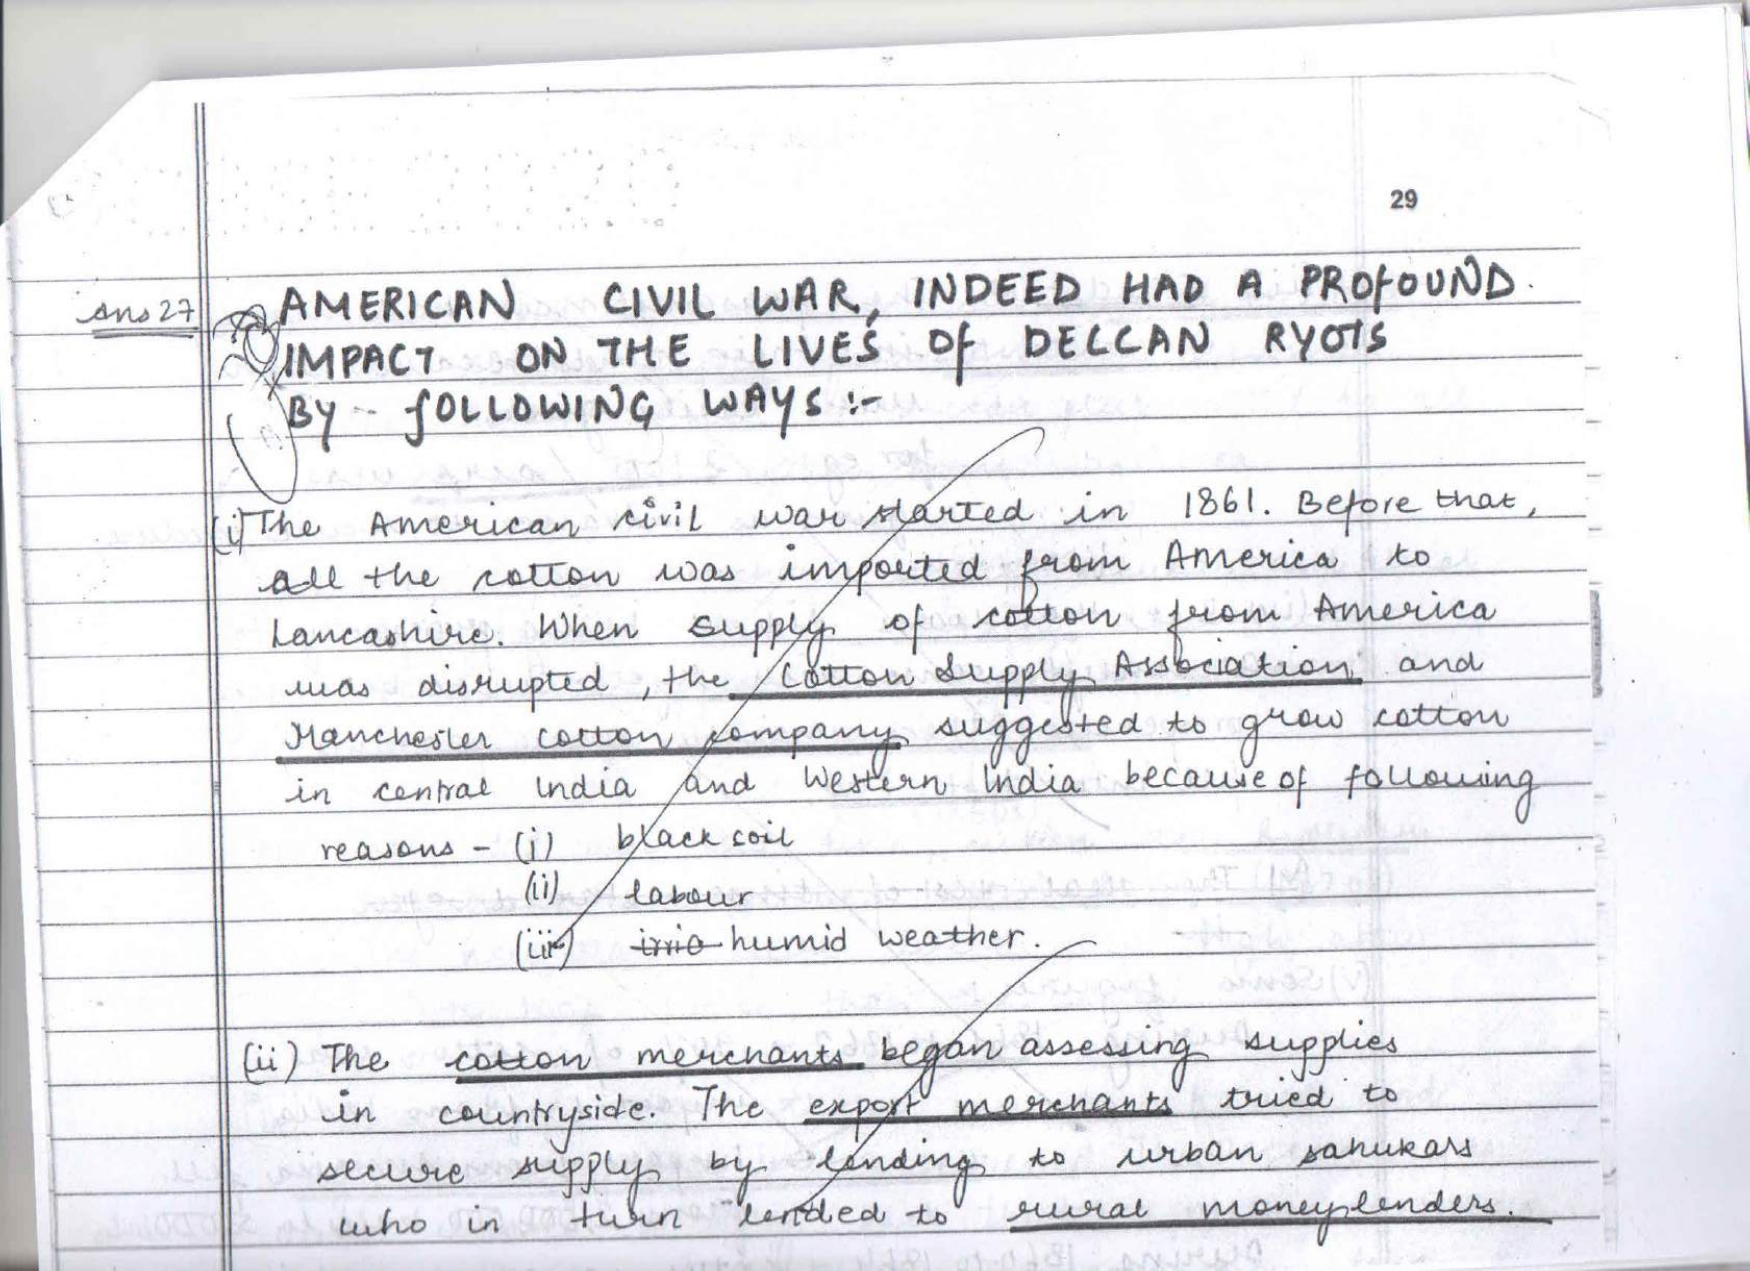 29
Ans 27 AMERICAN CIVIL WAR, INDEED HAD A PROFOUND
IMPACT ON THE LIVES OF DELCAN RYOTS
BY FOLLOWING WAYS :-
(i) The American civil war started in 1861. Before that,
all the cotton was imported from America to
Lancashire. When supply of cotton from America
was disrupted, the Cotton Supply Association and
Manchester cotton company suggested to grow cotton
in central India and Western India because of following
reasons - (i) black soil
(ii) labour
(iii) humid weather.
(ii) The cotton merchants began assessing supplies
in countryside. The export merchants tried to
secure supply by lending to urban sahukars
who in turn lended to rural moneylenders.